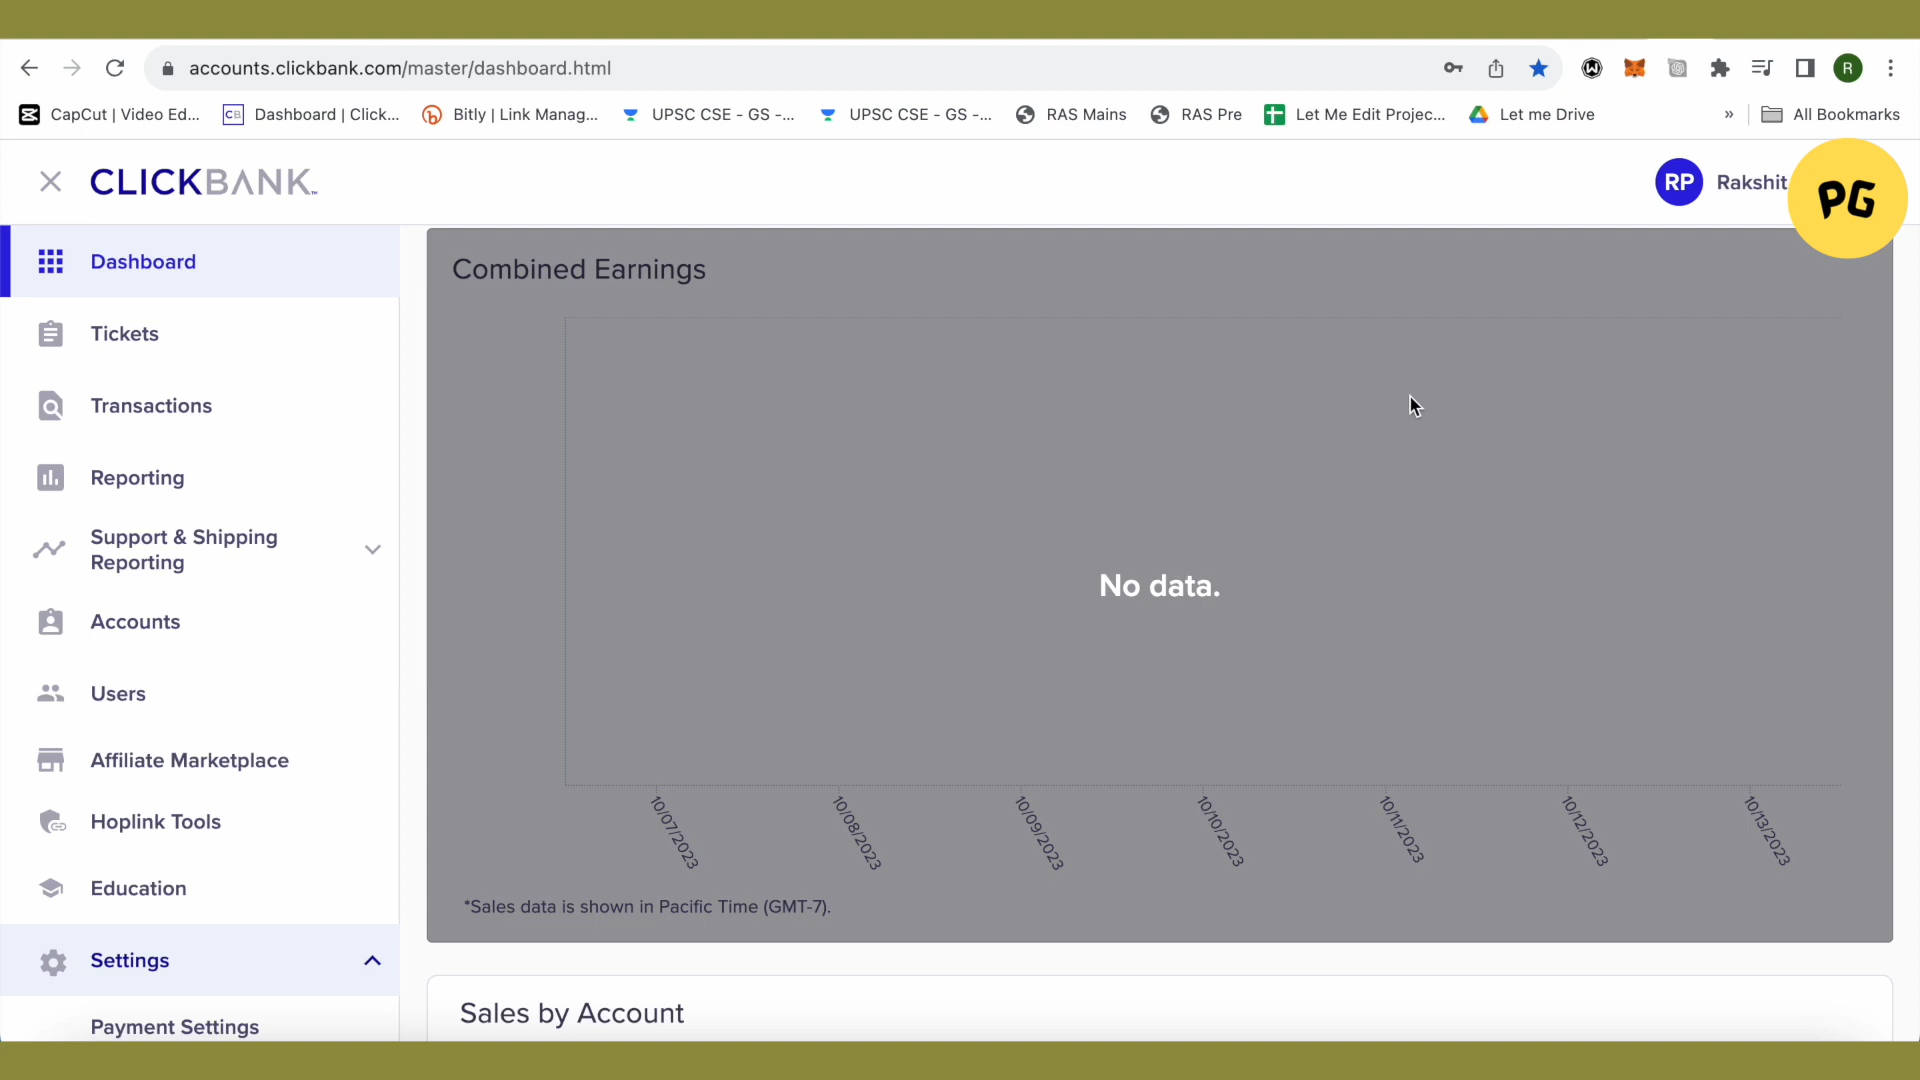 accounts.clickbank.com/master/dashboard.html
R
CapCut | Video Ed...
CB
Dashboard | Click...
Bitly | Link Manag...
UPSC CSE - GS -...
UPSC CSE - GS -...
RAS Mains
RAS Pre
Let Me Edit Projec...
Let me Drive
»
All Bookmarks
CLICKBANK™
RP
Rakshit
PG
Dashboard
Tickets
Transactions
Reporting
Support & Shipping
Reporting
Accounts
Users
Affiliate Marketplace
Hoplink Tools
Education
Settings
Payment Settings
Combined Earnings
No data.
10/07/2023
10/08/2023
10/09/2023
10/10/2023
10/11/2023
10/12/2023
10/13/2023
*Sales data is shown in Pacific Time (GMT-7).
Sales by Account